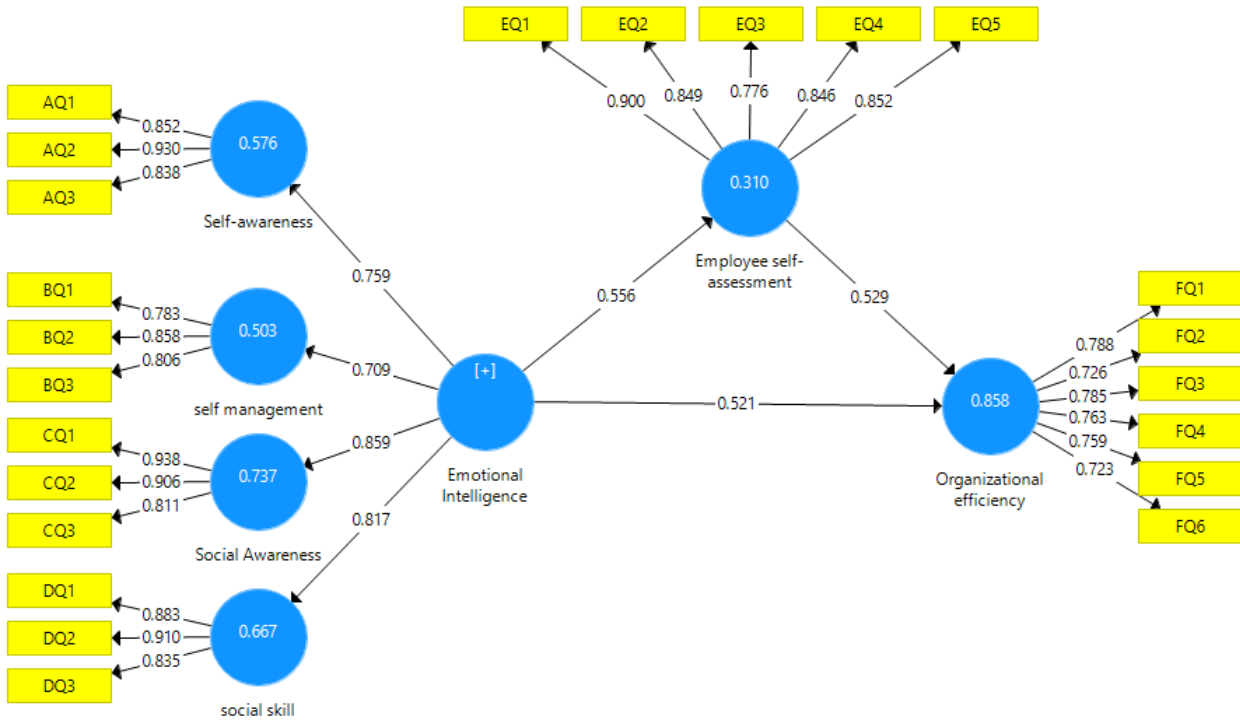 EQ1 EQ2 EQ3 EQ4 EQ5
0.900 0.849 0.776 0.846 0.852
AQ1
AQ2
AQ3
0.852
0.930
0.838
0.576
Self-awareness
0.310
Employee self-
assessment
0.759
0.556
0.529
BQ1
BQ2
BQ3
0.783
0.858
0.806
0.503
self management
0.709
[+]
Emotional
Intelligence
0.521
0.858
Organizational
efficiency
FQ1
FQ2
FQ3
FQ4
FQ5
FQ6
0.788
0.726
0.785
0.763
0.759
0.723
CQ1
CQ2
CQ3
0.938
0.906
0.811
0.737
Social Awareness
0.859
0.817
DQ1
DQ2
DQ3
0.883
0.910
0.835
0.667
social skill